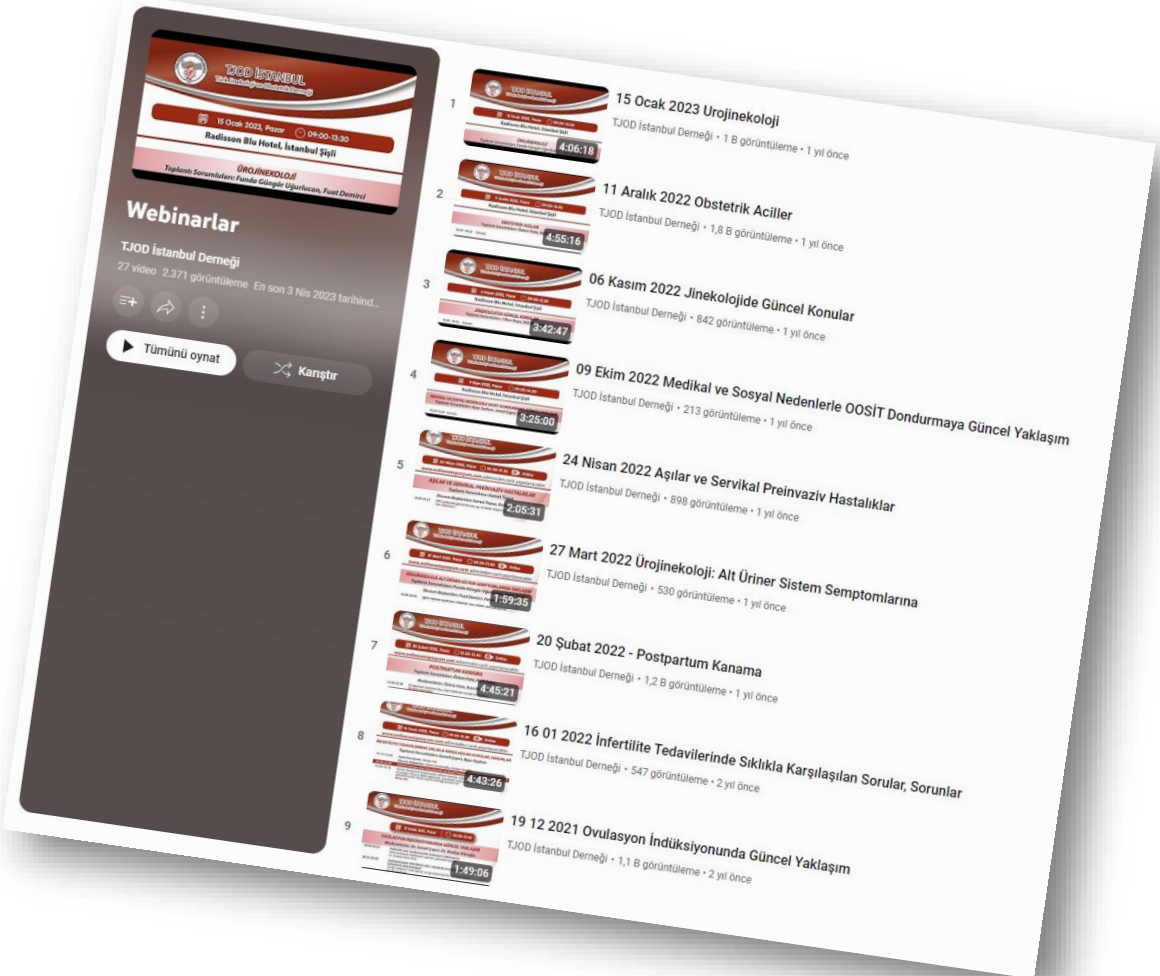 TJOD İSTANBUL
Türk Jinekoloji ve Obstetrik Derneği
15 Ocak 2023, Pazar 09:00-13:30
Radisson Blu Hotel, İstanbul Şişli
ÜROJİNEKOLOJİ
Toplantı Sorumluları: Funda Güngör Uğurlucan, Fuat Demirci
Webinarlar
TJOD İstanbul Derneği
27 video 2.371 görüntüleme En son 3 Nis 2023 tarihind...
Tümünü oynat
Karıştır
1
4:06:18
15 Ocak 2023 Urojinekoloji
TJOD İstanbul Derneği • 1 B görüntüleme • 1 yıl önce
2
4:55:16
11 Aralık 2022 Obstetrik Aciller
TJOD İstanbul Derneği • 1,8 B görüntüleme • 1 yıl önce
3
3:42:47
06 Kasım 2022 Jinekolojide Güncel Konular
TJOD İstanbul Derneği • 842 görüntüleme • 1 yıl önce
4
3:25:00
09 Ekim 2022 Medikal ve Sosyal Nedenlerle OOSİT Dondurmaya Güncel Yaklaşım
TJOD İstanbul Derneği • 213 görüntüleme • 1 yıl önce
5
2:05:31
24 Nisan 2022 Aşılar ve Servikal Preinvaziv Hastalıklar
TJOD İstanbul Derneği • 898 görüntüleme • 1 yıl önce
6
1:59:35
27 Mart 2022 Ürojinekoloji: Alt Üriner Sistem Semptomlarına
TJOD İstanbul Derneği • 530 görüntüleme • 1 yıl önce
7
4:45:21
20 Şubat 2022 - Postpartum Kanama
TJOD İstanbul Derneği • 1,2 B görüntüleme • 1 yıl önce
8
4:43:26
16 01 2022 İnfertilite Tedavilerinde Sıklıkla Karşılaşılan Sorular, Sorunlar
TJOD İstanbul Derneği • 547 görüntüleme • 2 yıl önce
9
1:49:06
19 12 2021 Ovulasyon İndüksiyonunda Güncel Yaklaşım
TJOD İstanbul Derneği • 1,1 B görüntüleme • 2 yıl önce